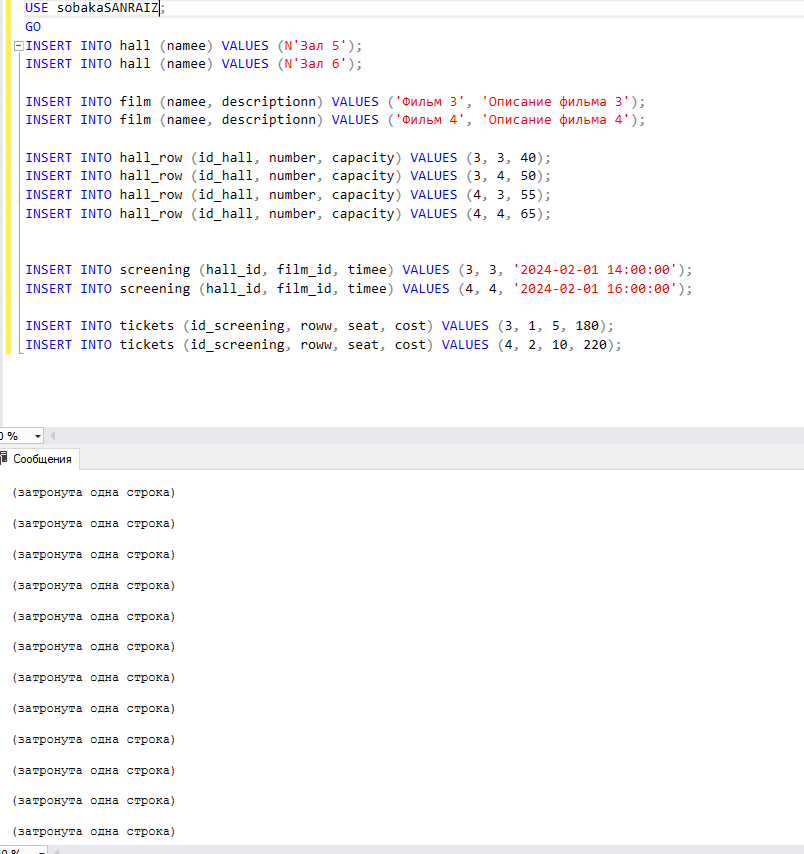 USE sobakaSANRAIZ;
GO
INSERT INTO hall (namee) VALUES (N'Зал 5');
INSERT INTO hall (namee) VALUES (N'Зал 6');
INSERT INTO film (namee, descriptionn) VALUES ('Фильм 3', 'Описание фильма 3');
INSERT INTO film (namee, descriptionn) VALUES ('Фильм 4', 'Описание фильма 4');
INSERT INTO hall_row (id_hall, number, capacity) VALUES (3, 3, 40);
INSERT INTO hall_row (id_hall, number, capacity) VALUES (3, 4, 50);
INSERT INTO hall_row (id_hall, number, capacity) VALUES (4, 3, 55);
INSERT INTO hall_row (id_hall, number, capacity) VALUES (4, 4, 65);
INSERT INTO screening (hall_id, film_id, timee) VALUES (3, 3, '2024-02-01 14:00:00');
INSERT INTO screening (hall_id, film_id, timee) VALUES (4, 4, '2024-02-01 16:00:00');
INSERT INTO tickets (id_screening, roww, seat, cost) VALUES (3, 1, 5, 180);
INSERT INTO tickets (id_screening, roww, seat, cost) VALUES (4, 2, 10, 220);
0 %
Сообщения
(затронута одна строка)
(затронута одна строка)
(затронута одна строка)
(затронута одна строка)
(затронута одна строка)
(затронута одна строка)
(затронута одна строка)
(затронута одна строка)
(затронута одна строка)
(затронута одна строка)
(затронута одна строка)
(затронута одна строка)
0 %